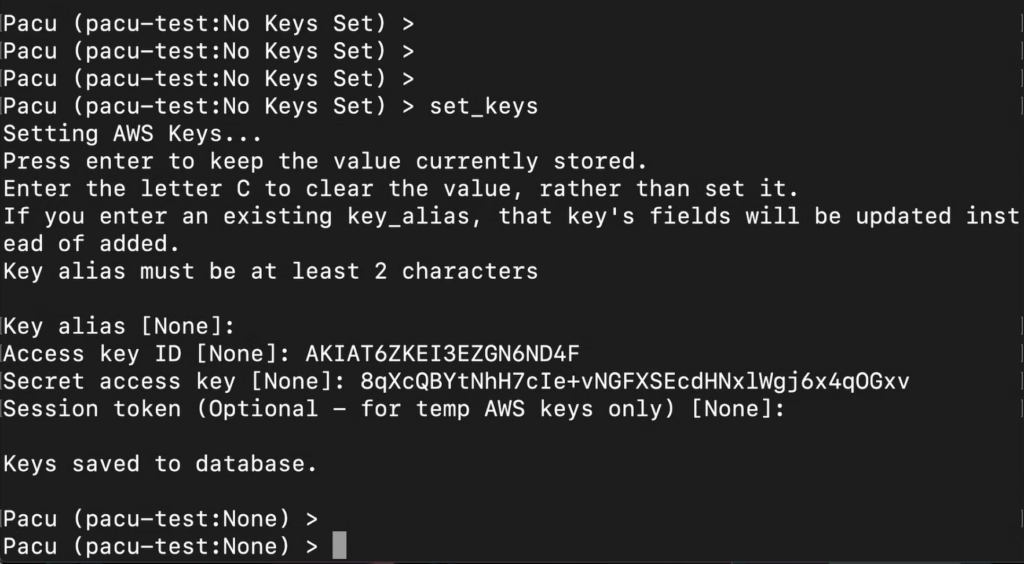 Pacu (pacu-test:No Keys Set) >
Pacu (pacu-test:No Keys Set) >
Pacu (pacu-test:No Keys Set) >
Pacu (pacu-test:No Keys Set) > set_keys
Setting AWS Keys...
Press enter to keep the value currently stored.
Enter the letter C to clear the value, rather than set it.
If you enter an existing key_alias, that key's fields will be updated inst
ead of added.
Key alias must be at least 2 characters
Key alias [None]:
Access key ID [None]: AKIAT6ZKEI3EZGN6ND4F
Secret access key [None]: 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
Session token (Optional - for temp AWS keys only) [None]:
Keys saved to database.
Pacu (pacu-test:None) >
Pacu (pacu-test:None) >